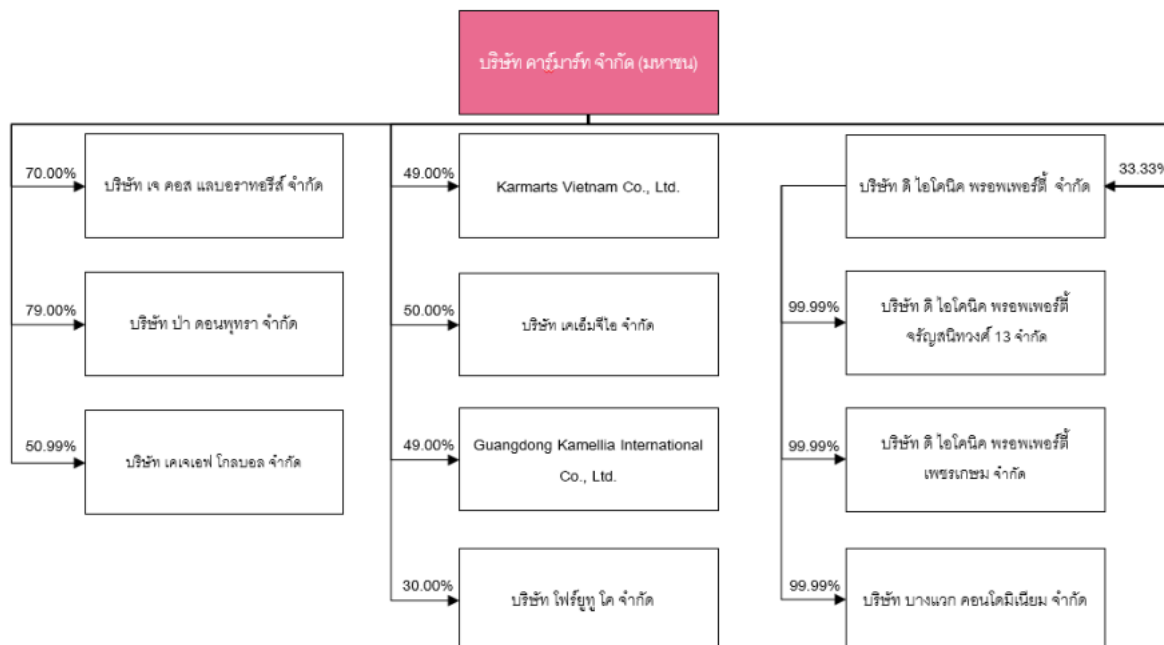 บริษัท คาร์มาร์ท จำกัด (มหาชน)
70.00%
บริษัท เจ คอส แลบอราทอรีส์ จำกัด
79.00%
บริษัท ป่า ดอนพุทรา จำกัด
50.99%
บริษัท เคเจเอฟ โกลบอล จำกัด
49.00%
Karmarts Vietnam Co., Ltd.
50.00%
บริษัท เคเอ็มจีไอ จำกัด
49.00%
Guangdong Kamellia International
Co., Ltd.
30.00%
บริษัท โฟร์ยูทู โค จำกัด
33.33%
บริษัท ดิ ไอโคนิค พรอพเพอร์ตี้ จำกัด
99.99%
บริษัท ดิ ไอโคนิค พรอพเพอร์ตี้
จรัญสนิทวงศ์ 13 จำกัด
99.99%
บริษัท ดิ ไอโคนิค พรอพเพอร์ตี้
เพชรเกษม จำกัด
99.99%
บริษัท บางแวก คอนโดมิเนียม จำกัด